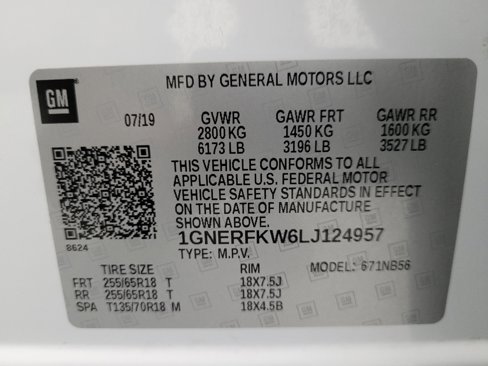 MFD BY GENERAL MOTORS LLC
GM
07/19 GVWR GAWR FRT GAWR RR
2800 KG 1450 KG 1600 KG
6173 LB 3196 LB 3527 LB
THIS VEHICLE CONFORMS TO ALL
APPLICABLE U.S. FEDERAL MOTOR
VEHICLE SAFETY STANDARDS IN EFFECT
ON THE DATE OF MANUFACTURE
SHOWN ABOVE.
8624
1GNERFKW6LJ124957
TYPE: M.P.V. MODEL: 671NB56
TIRE SIZE RIM
FRT 255/65R18 T 18X7.5J
RR 255/65R18 T 18X7.5J
SPA T135/70R18 M 18X4.5B